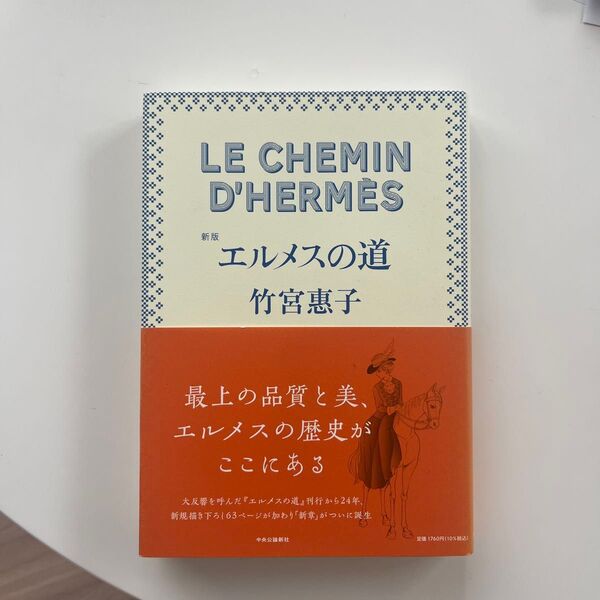 LE CHEMIN
D'HERMÈS
新版
エルメスの道
竹宮惠子
最上の品質と美、
エルメスの歴史が
ここにある
大反響を呼んだ『エルメスの道』刊行から24年、
新規描き下ろし63ページが加わり「新章」がついに誕生
中央公論新社
定価 1760円(10%税込)